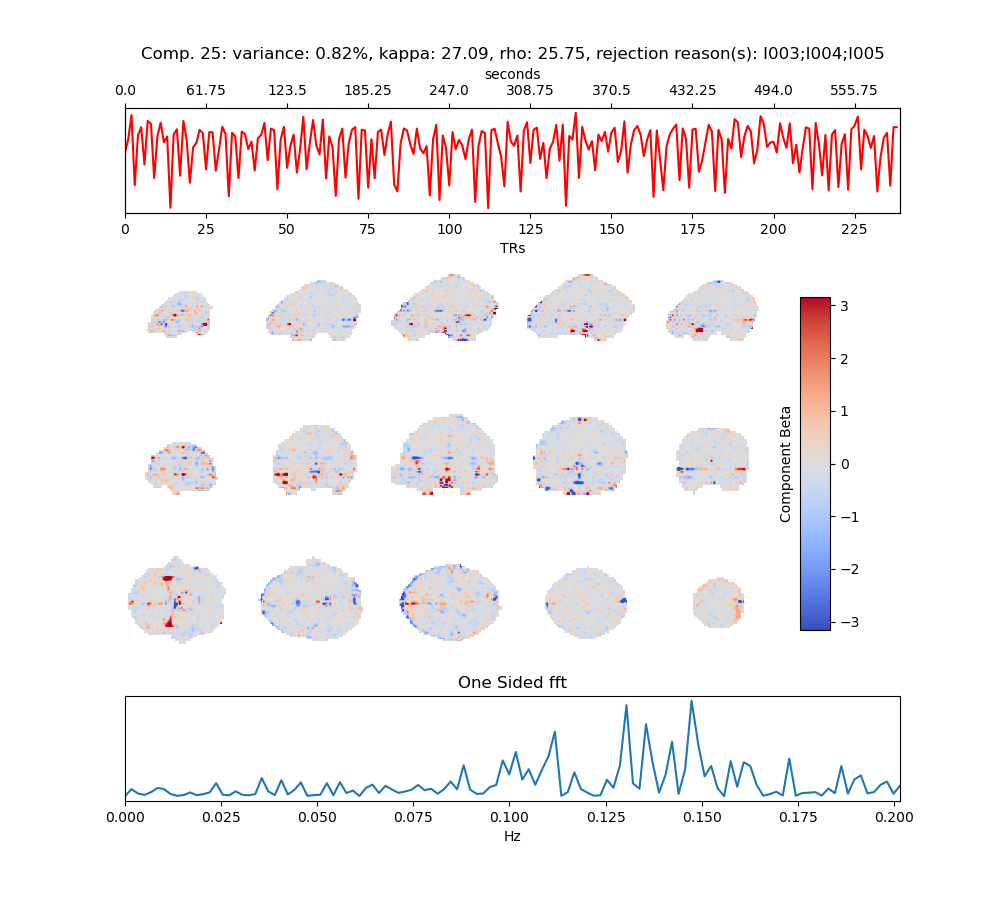 Comp. 25: variance: 0.82%, kappa: 27.09, rho: 25.75, rejection reason(s): I003;I004;I005
seconds
0.0 61.75 123.5 185.25 247.0 308.75 370.5 432.25 494.0 555.75
0 25 50 75 100 125 150 175 200 225
TRs
3
2
1
0
−1
−2
−3
Component Beta
One Sided fft
0.000 0.025 0.050 0.075 0.100 0.125 0.150 0.175 0.200
Hz